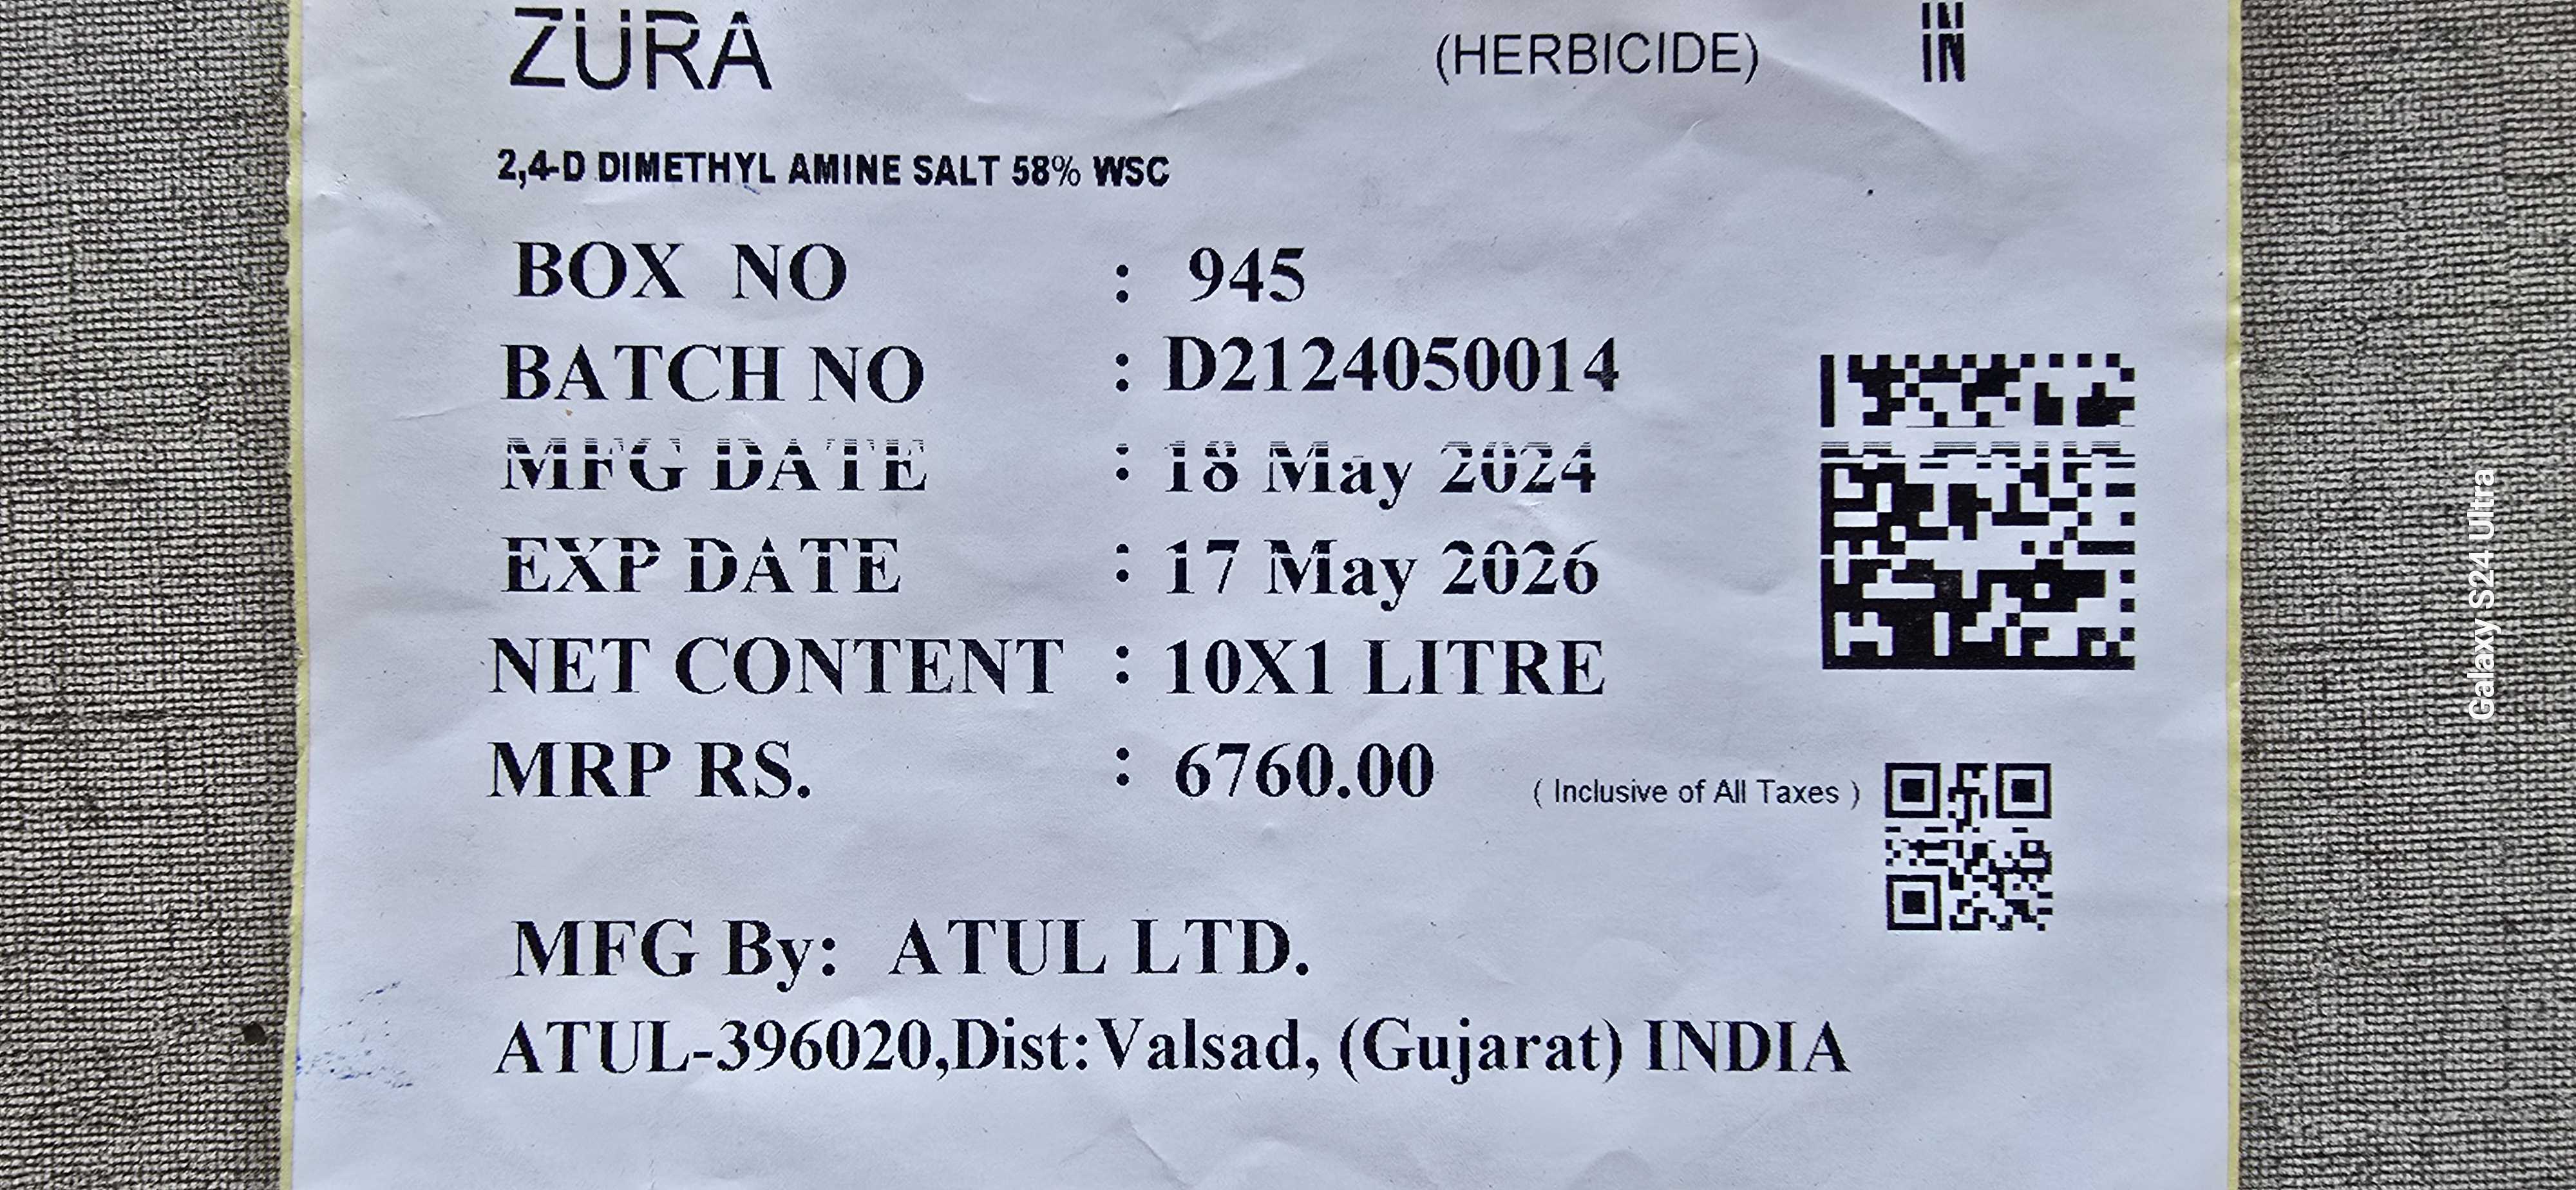 ZURA (HERBICIDE) IN
2,4-D DIMETHYL AMINE SALT 58% WSC
BOX NO : 945
BATCH NO : D2124050014
MFG DATE : 18 May 2024
EXP DATE : 17 May 2026
NET CONTENT : 10X1 LITRE
MRP RS. : 6760.00 ( Inclusive of All Taxes )
MFG By: ATUL LTD.
ATUL-396020,Dist:Valsad, (Gujarat) INDIA
Galaxy S24 Ultra